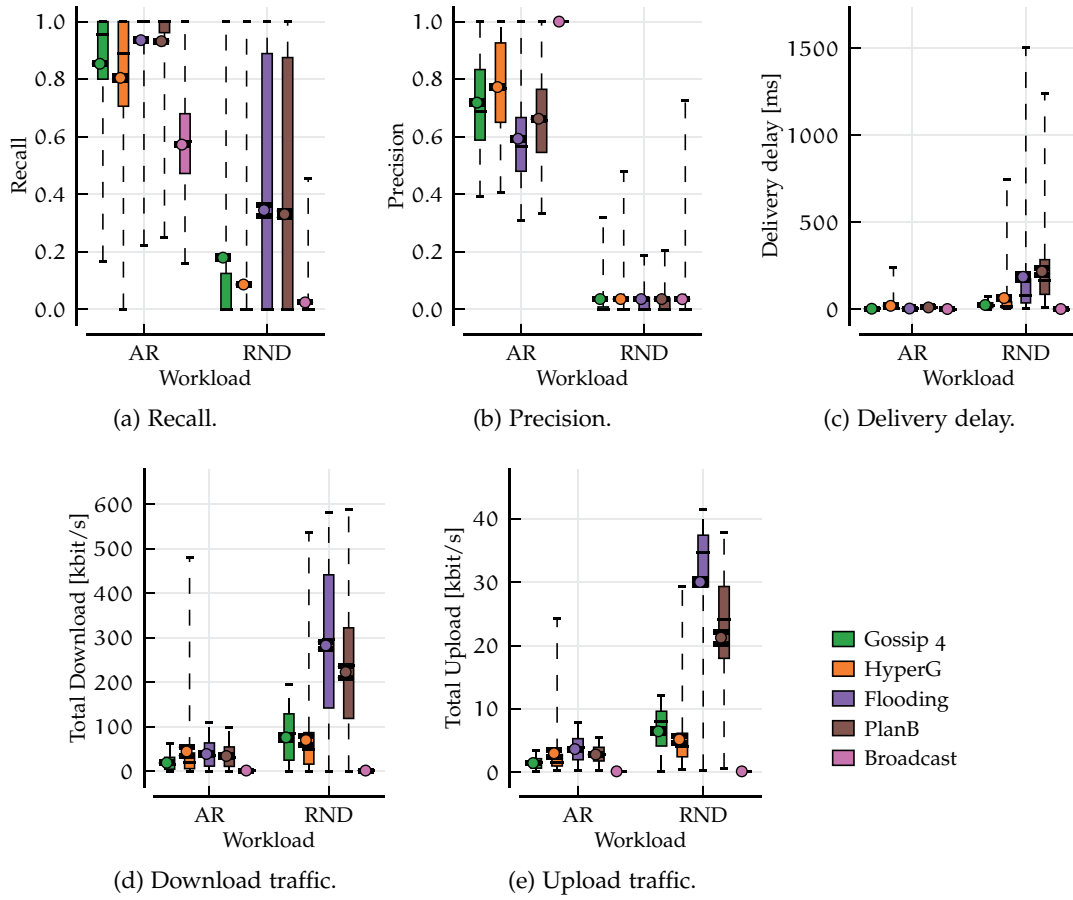 1.0
0.8
0.6
0.4
0.2
0.0
Recall
AR RND
Workload
(a) Recall.
1.0
0.8
0.6
0.4
0.2
0.0
Precision
AR RND
Workload
(b) Precision.
1500
1000
500
0
Delivery delay [ms]
AR RND
Workload
(c) Delivery delay.
600
500
400
300
200
100
0
Total Download [kbit/s]
AR RND
Workload
(d) Download traffic.
40
30
20
10
0
Total Upload [kbit/s]
AR RND
Workload
(e) Upload traffic.
Gossip 4
HyperG
Flooding
PlanB
Broadcast